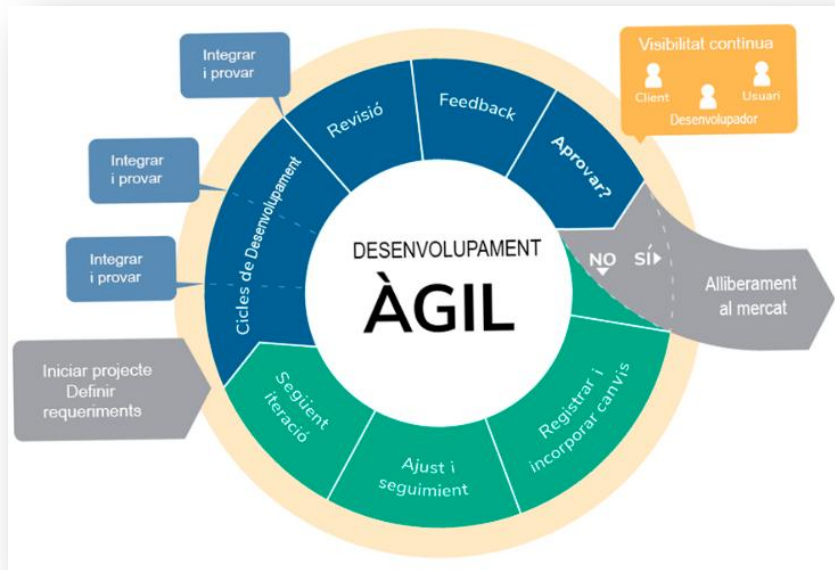 Integrar
i provar
Integrar
i provar
Integrar
i provar
Iniciar projecte
Definir
requeriments
Cicles de Desenvolupament
Revisió
Feedback
Aprovar?
Visibilitat contínua
Client
Usuari
Desenvolupador
NO
SÍ
Alliberament
al mercat
DESENVOLUPAMENT
ÀGIL
Registrar i
incorporar canvis
Ajust i
seguimient
Següent
iteració